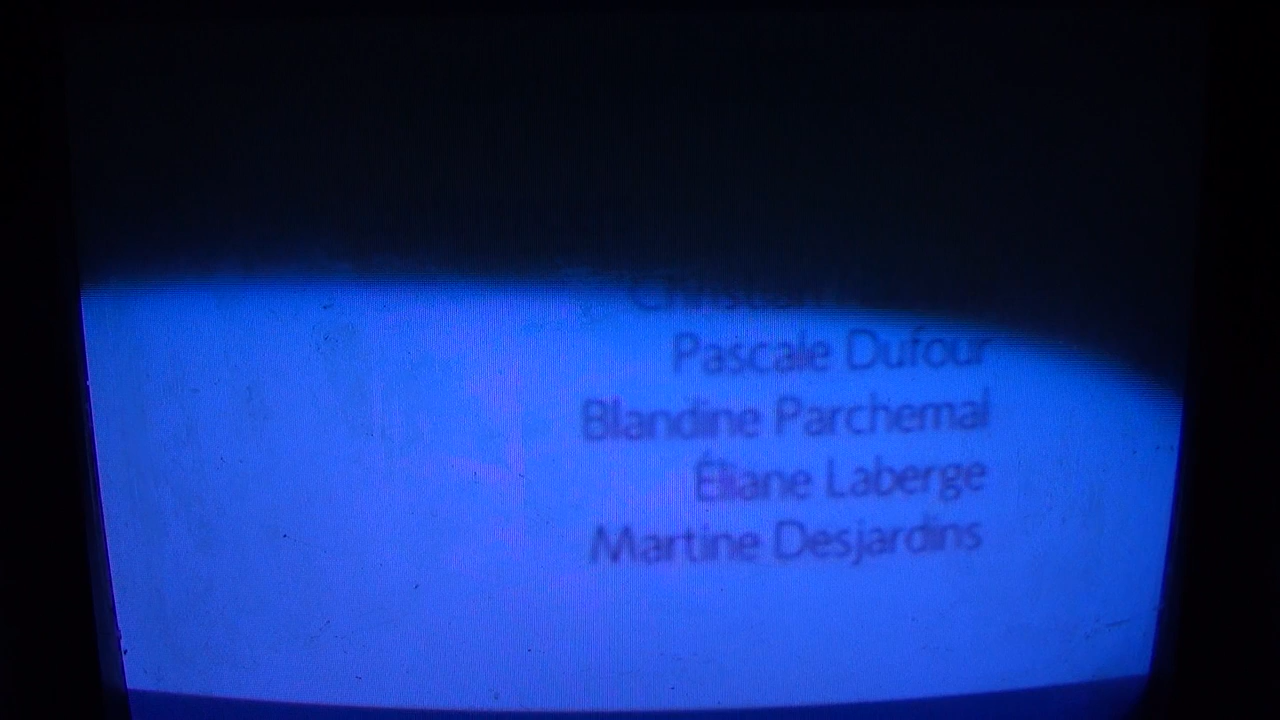 Pascale Dufour
Blandine Parchemal
Éliane Laberge
Martine Desjardins